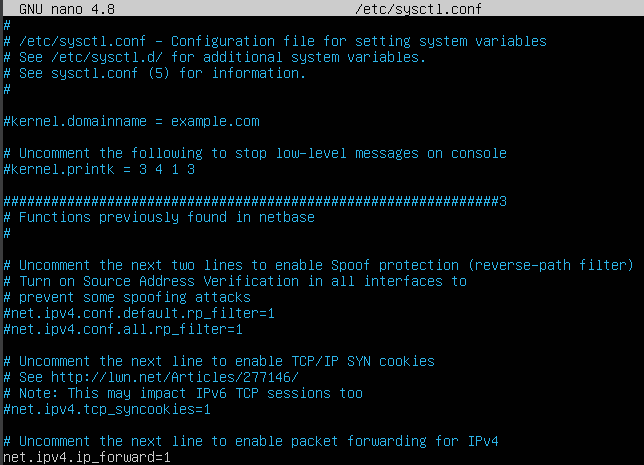 GNU nano 4.8 /etc/sysctl.conf
#
# /etc/sysctl.conf - Configuration file for setting system variables
# See /etc/sysctl.d/ for additional system variables.
# See sysctl.conf (5) for information.
#
#kernel.domainname = example.com
# Uncomment the following to stop low-level messages on console
#kernel.printk = 3 4 1 3
##############################################################3
# Functions previously found in netbase
#
# Uncomment the next two lines to enable Spoof protection (reverse-path filter)
# Turn on Source Address Verification in all interfaces to
# prevent some spoofing attacks
#net.ipv4.conf.default.rp_filter=1
#net.ipv4.conf.all.rp_filter=1
# Uncomment the next line to enable TCP/IP SYN cookies
# See http://lwn.net/Articles/277146/
# Note: This may impact IPv6 TCP sessions too
#net.ipv4.tcp_syncookies=1
# Uncomment the next line to enable packet forwarding for IPv4
net.ipv4.ip_forward=1